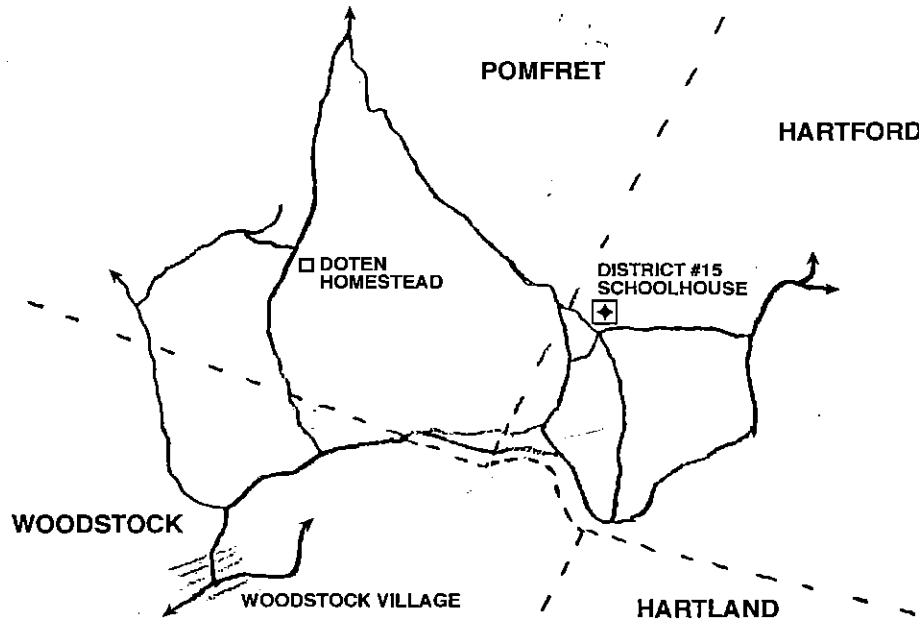 POMFRET
HARTFORD
DOTEN
HOMESTEAD
DISTRICT #15
SCHOOLHOUSE
WOODSTOCK
WOODSTOCK VILLAGE
HARTLAND